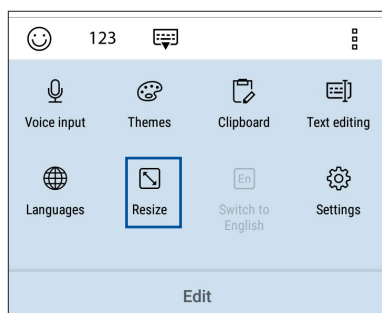 123
Voice input Themes Clipboard Text editing
En
Languages Resize Switch to Settings
English
Edit